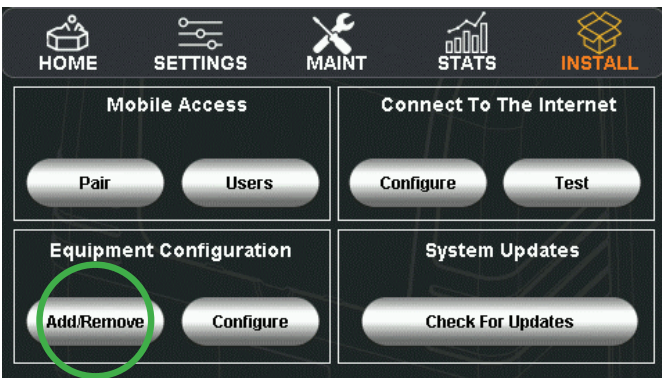 HOME SETTINGS MAINT STATS INSTALL
Mobile Access
Pair Users
Connect To The Internet
Configure Test
Equipment Configuration
Add/Remove Configure
System Updates
Check For Updates